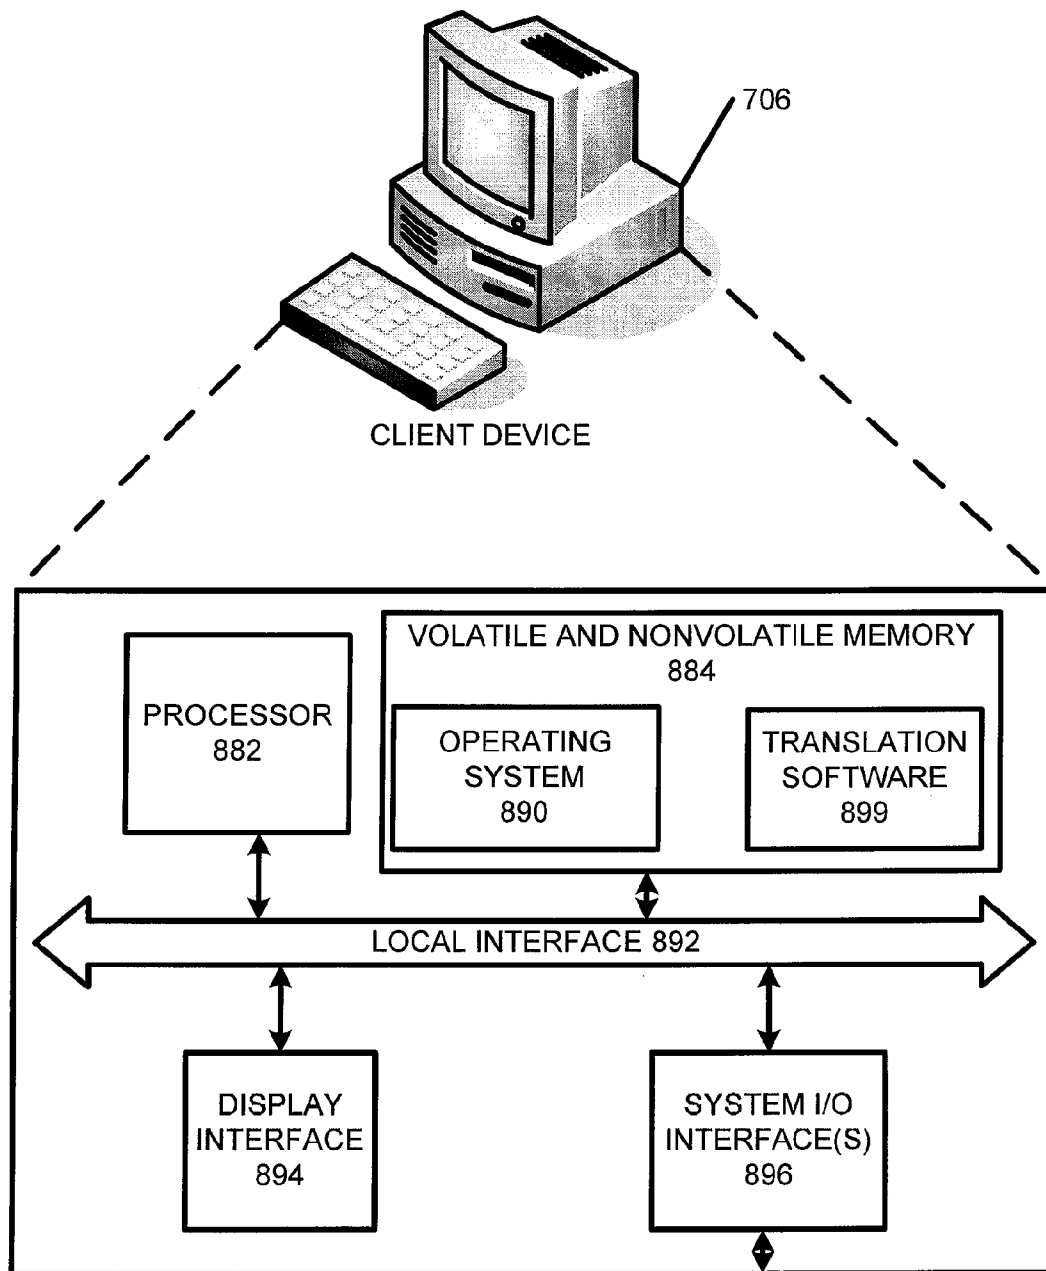 706
CLIENT DEVICE
VOLATILE AND NONVOLATILE MEMORY
884
PROCESSOR
882
OPERATING
SYSTEM
890
TRANSLATION
SOFTWARE
899
LOCAL INTERFACE 892
DISPLAY
INTERFACE
894
SYSTEM I/O
INTERFACE(S)
896